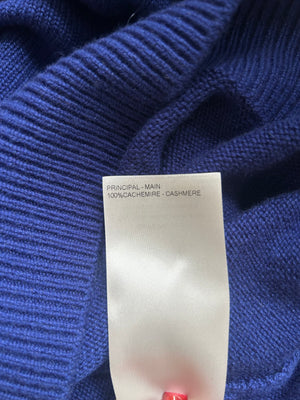 PRINCIPAL - MAIN
100%CACHEMIRE - CASHMERE